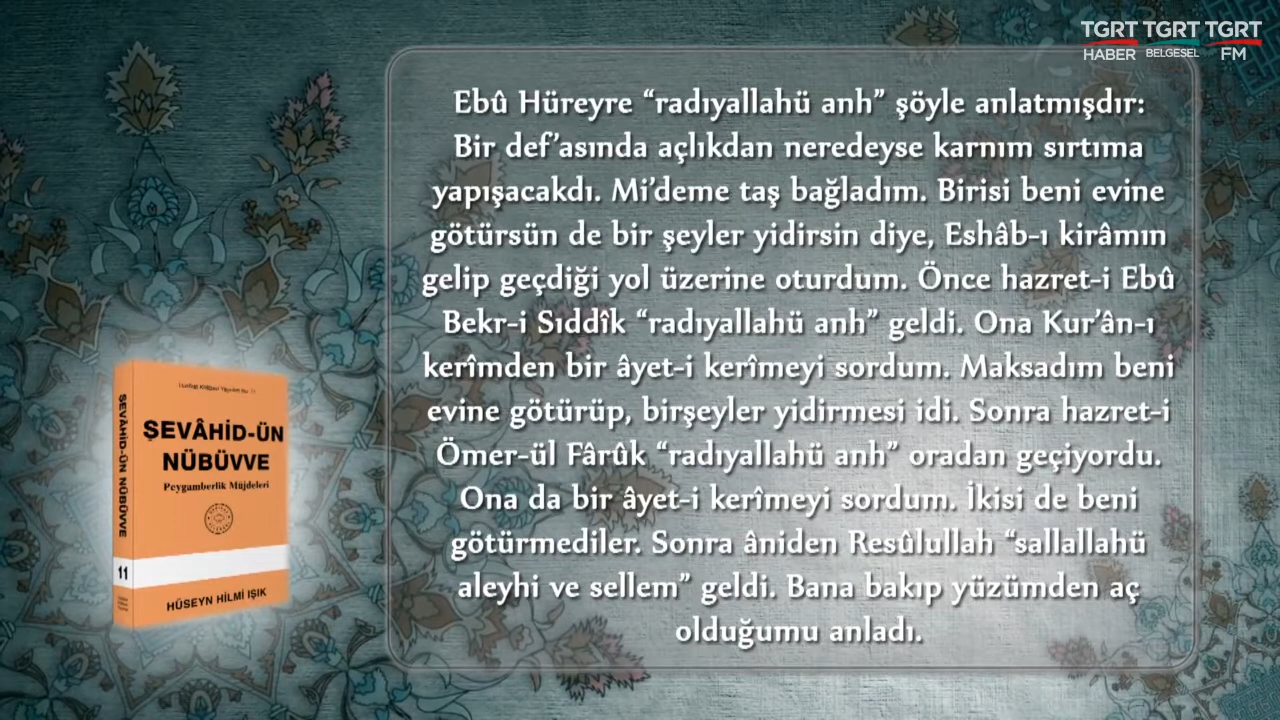 TGRT TGRT TGRT
HABER BELGESEL FM
Ebû Hüreyre “radıyallahü anh” şöyle anlatmışdır:
Bir def’asında açlıkdan neredeyse karnım sırtıma
yapışacakdı. Mi’deme taş bağladım. Birisi beni evine
götürsün de bir şeyler yidirsin diye, Eshâb-ı kirâmın
gelip geçdiği yol üzerine oturdum. Önce hazret-i Ebû
Bekr-i Sıddîk “radıyallahü anh” geldi. Ona Kur’ân-ı
kerîmden bir âyet-i kerîmeyi sordum. Maksadım beni
evine götürüp, birşeyler yidirmesi idi. Sonra hazret-i
Ömer-ül Fârûk “radıyallahü anh” oradan geçiyordu.
Ona da bir âyet-i kerîmeyi sordum. İkisi de beni
götürmediler. Sonra âniden Resûlullah “sallallahü
aleyhi ve sellem” geldi. Bana bakıp yüzümden aç
olduğumu anladı.
ŞEVÂHİD-ÜN NÜBÜVVE
11
ŞEVÂHİD-ÜN
NÜBÜVVE
Peygamberlik Müjdeleri
HÜSEYN HİLMİ IŞIK